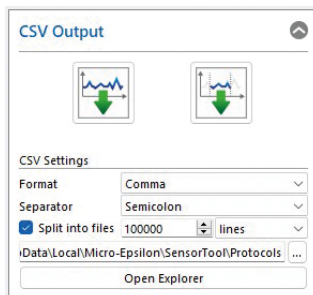 CSV Output
CSV Settings
Format Comma
Separator Semicolon
Split into files 100000 lines
Data\Local\Micro-Epsilon\SensorTool\Protocols ...
Open Explorer